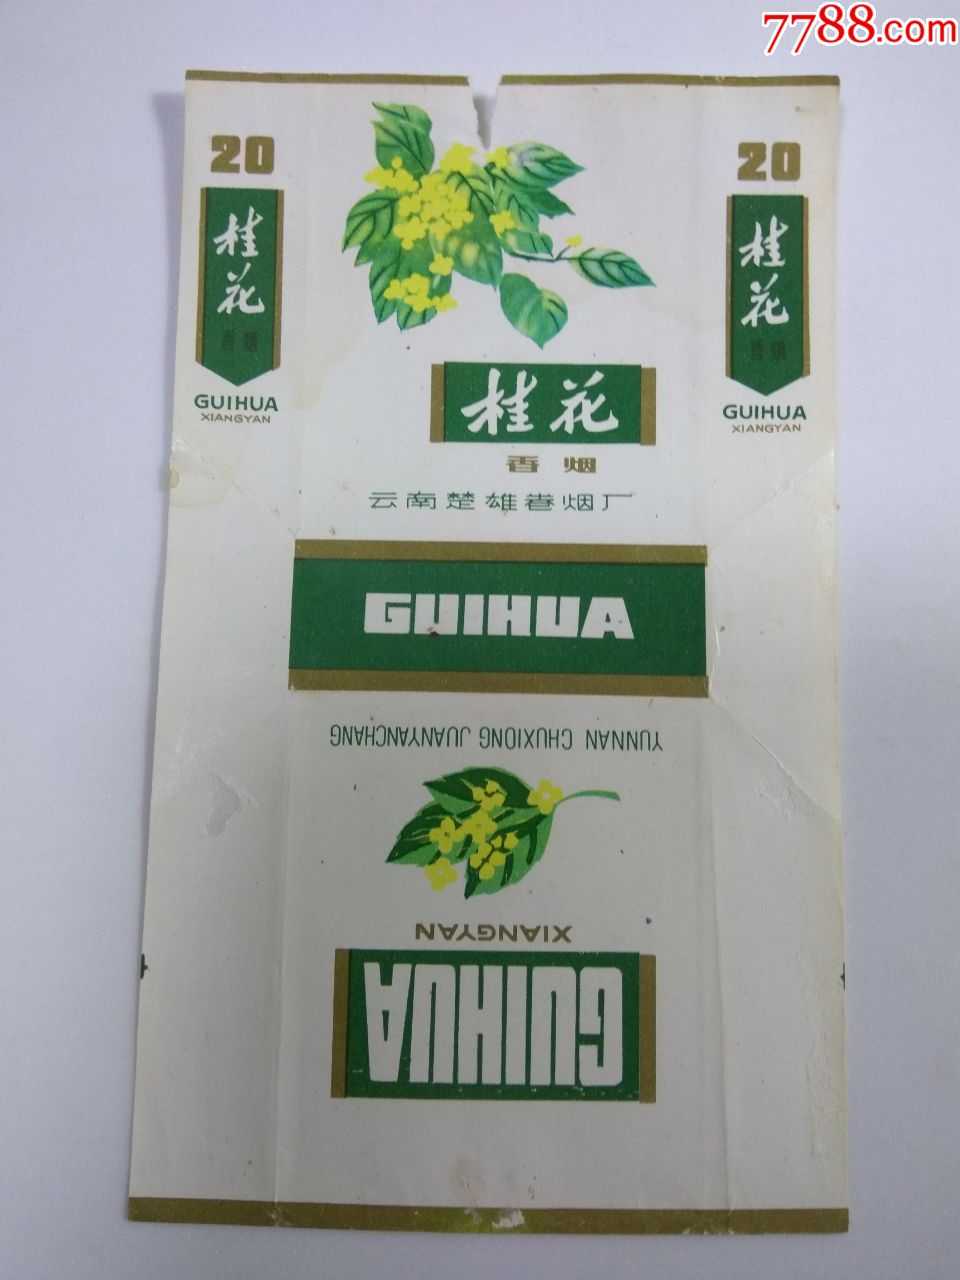 7788.com
20
桂花
香烟
GUIHUA
XIANGYAN
20
桂花
香烟
GUIHUA
XIANGYAN
桂花
香烟
云南楚雄卷烟厂
GUIHUA
YUNNAN CHUXIONG JUANYANCHANG
XIANGYAN
GUIHUA